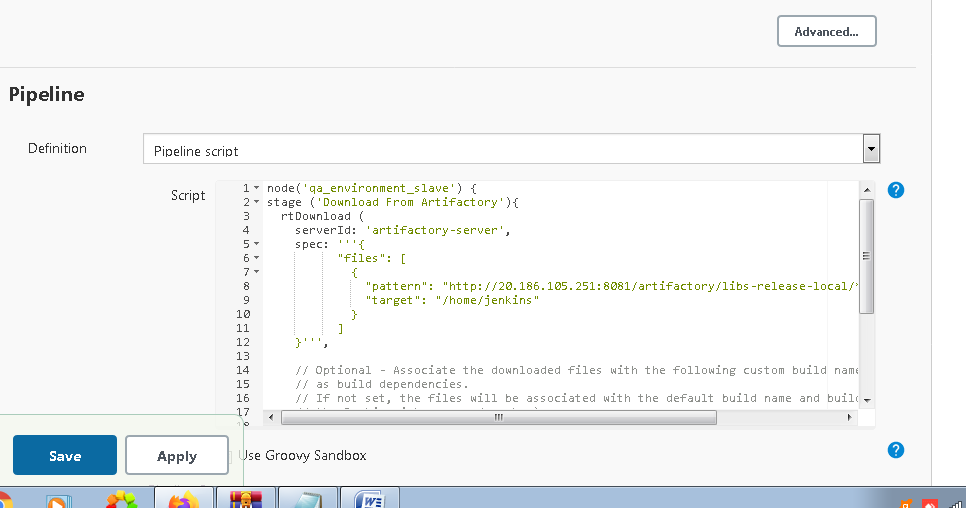 Advanced...
Pipeline
Definition
Pipeline script
Script
1 node('qa_environment_slave') {
2 stage ('Download From Artifactory'){
3 rtDownload (
4 serverId: 'artifactory-server',
5 spec: '''{
6 "files": [
7 {
8 "pattern": "http://20.186.105.251:8081/artifactory/libs-release-local/
9 "target": "/home/jenkins"
10 }
11 ]
12 }''',
13
14 // Optional - Associate the downloaded files with the following custom build name
15 // as build dependencies.
16 // If not set, the files will be associated with the default build name and build
17
Save
Apply
Use Groovy Sandbox